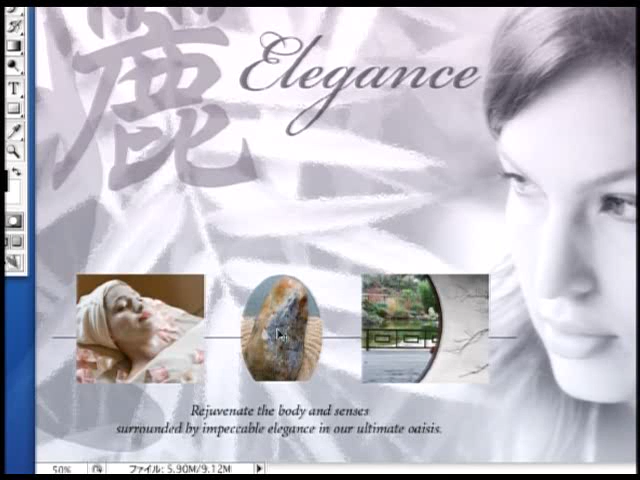 麗
Elegance
Rejuvenate the body and senses
surrounded by impeccable elegance in our ultimate oaisis.
50%
ファイル: 5.90M/9.12M